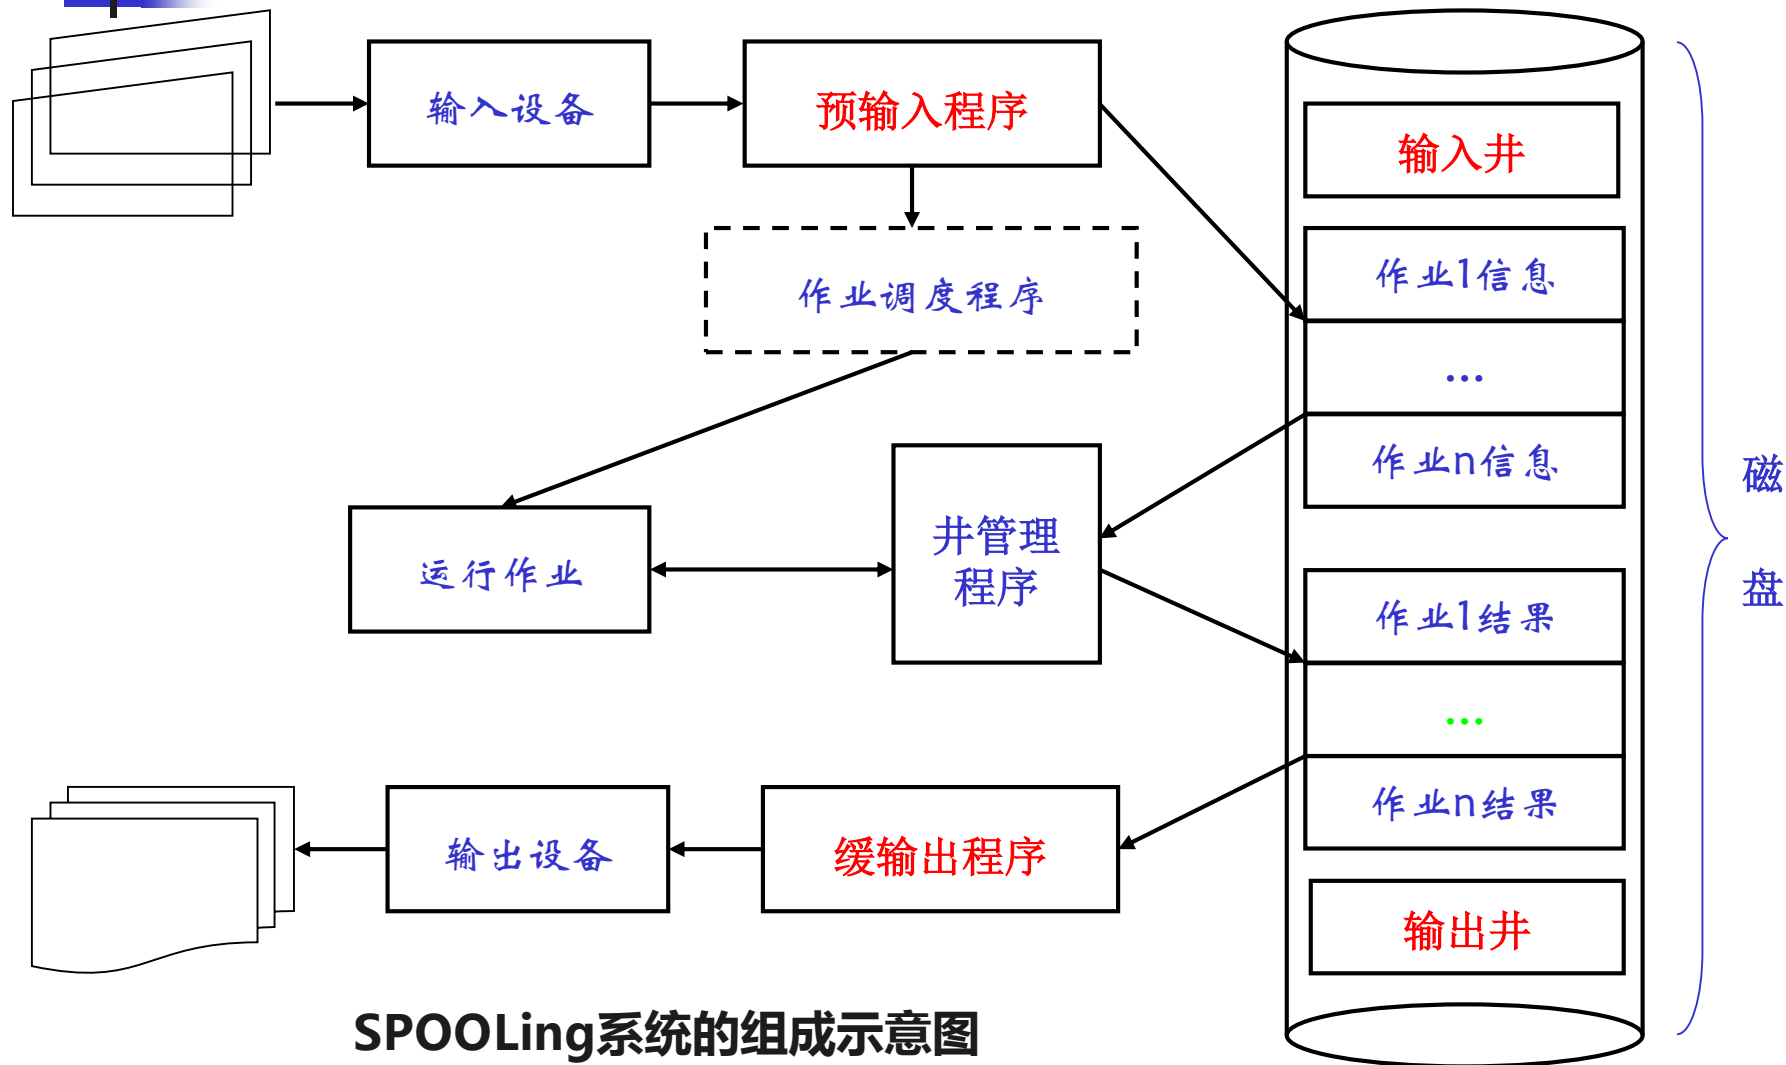 输入设备
预输入程序
输入井
作业1信息
作业调度程序
...
作业n信息
磁
盘
井管理
程序
运行作业
作业1结果
...
作业n结果
输出设备
缓输出程序
输出井
SPOOLing系统的组成示意图